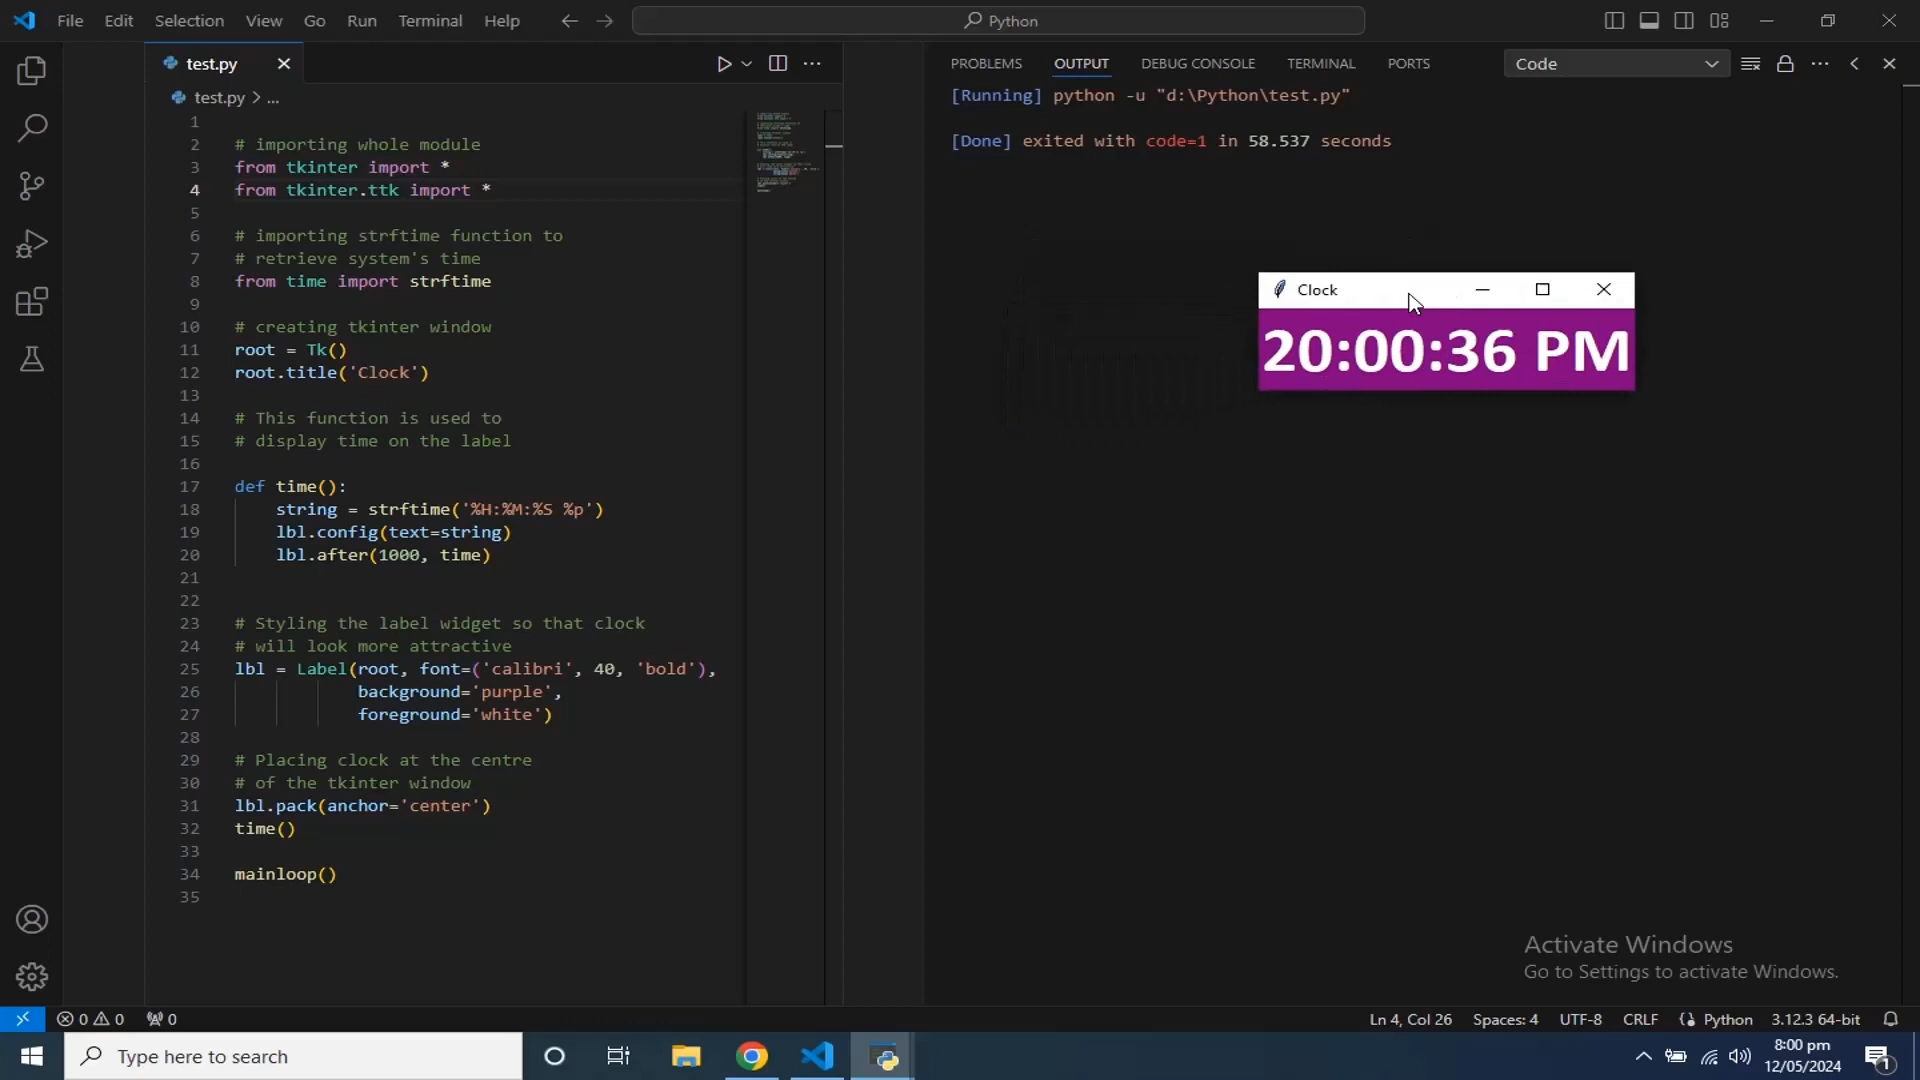 File Edit Selection View Go Run Terminal Help
Python
test.py
test.py > ...
1
2 # importing whole module
3 from tkinter import *
4 from tkinter.ttk import *
5
6 # importing strftime function to
7 # retrieve system's time
8 from time import strftime
9
10 # creating tkinter window
11 root = Tk()
12 root.title('Clock')
13
14 # This function is used to
15 # display time on the label
16
17 def time():
18 string = strftime('%H:%M:%S %p')
19 lbl.config(text=string)
20 lbl.after(1000, time)
21
22
23 # Styling the label widget so that clock
24 # will look more attractive
25 lbl = Label(root, font=('calibri', 40, 'bold'),
26 background='purple',
27 foreground='white')
28
29 # Placing clock at the centre
30 # of the tkinter window
31 lbl.pack(anchor='center')
32 time()
33
34 mainloop()
35
PROBLEMS OUTPUT DEBUG CONSOLE TERMINAL PORTS Code
[Running] python -u "d:\Python\test.py"
[Done] exited with code=1 in 58.537 seconds
Clock
20:00:36 PM
Activate Windows
Go to Settings to activate Windows.
0 0 0 Ln 4, Col 26 Spaces: 4 UTF-8 CRLF Python 3.12.3 64-bit
Type here to search
8:00 pm
12/05/2024
1